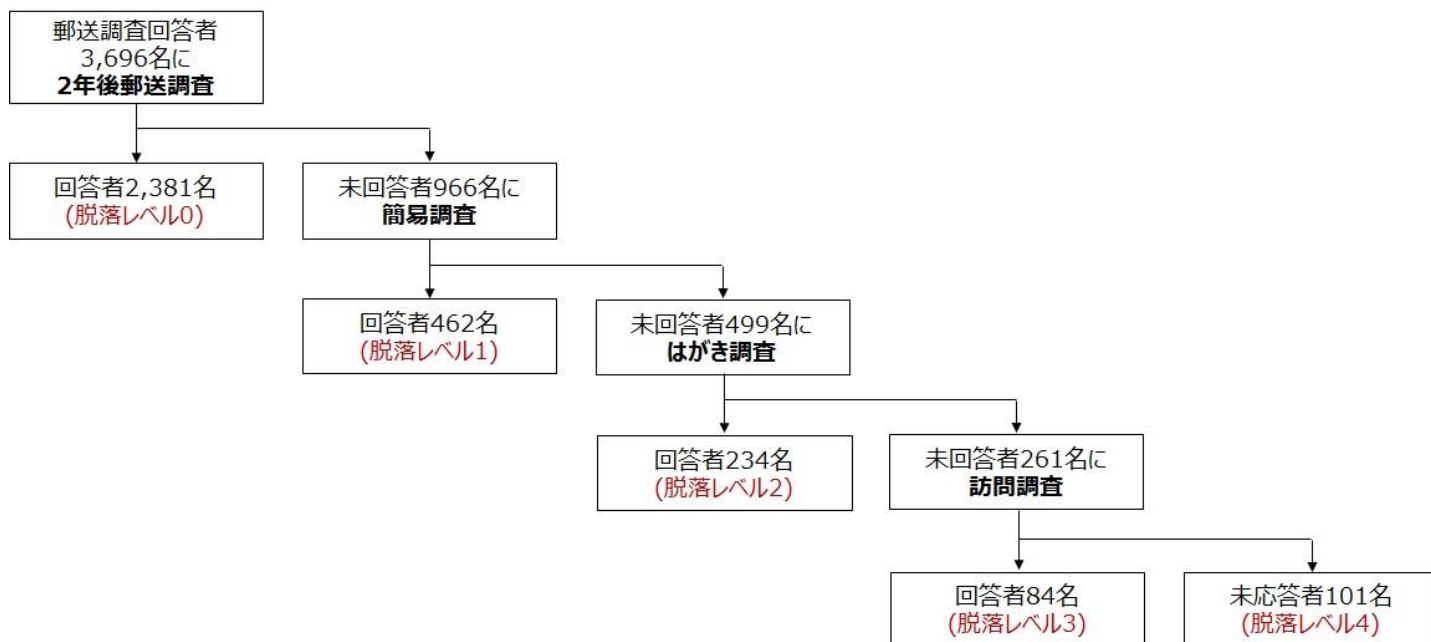 郵送調査回答者
3,696名に
2年後郵送調査
回答者2,381名
(脱落レベル0)
未回答者966名に
簡易調査
回答者462名
(脱落レベル1)
未回答者499名に
はがき調査
回答者234名
(脱落レベル2)
未回答者261名に
訪問調査
回答者84名
(脱落レベル3)
未応答者101名
(脱落レベル4)